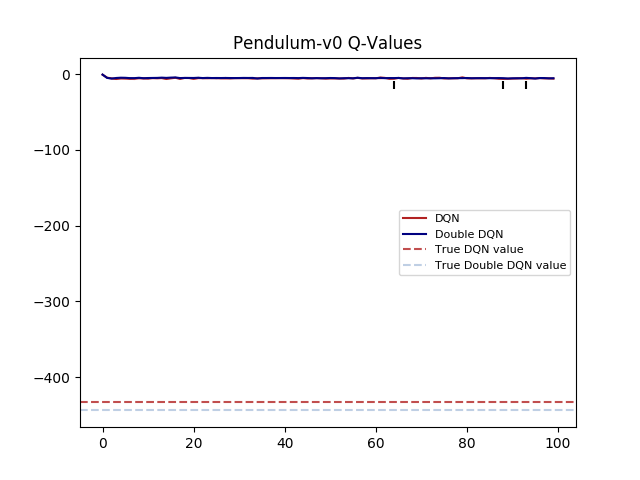 Pendulum-v0 Q-Values
0
−100
−200
−300
−400
DQN
Double DQN
True DQN value
True Double DQN value
0 20 40 60 80 100